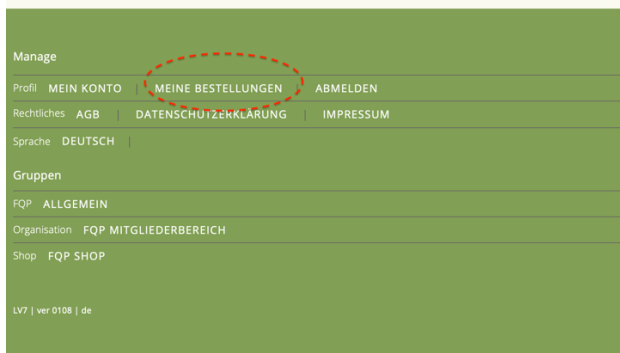 Manage
Profil MEIN KONTO | MEINE BESTELLUNGEN | ABMELDEN
Rechtliches AGB | DATENSCHUTZERKLÄRUNG | IMPRESSUM
Sprache DEUTSCH |
Gruppen
FQP ALLGEMEIN
Organisation FQP MITGLIEDERBEREICH
Shop FQP SHOP
LV7 | ver 0108 | de